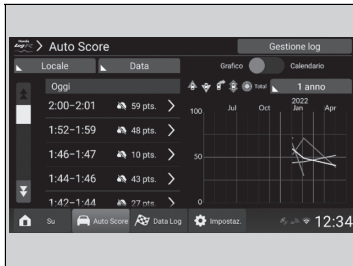 Honda
LogR
Auto Score
Gestione log
Locale
Data
Grafico
Calendario
Oggi
Total
1 anno
2:00-2:01 59 pts.
1:52-1:59 48 pts.
1:46-1:47 10 pts.
1:44-1:46 43 pts.
1:42-1:44 27 pts.
2022
Jul Oct Jan Apr
100
50
0
Su
Auto Score
Data Log
Impostaz.
12:34